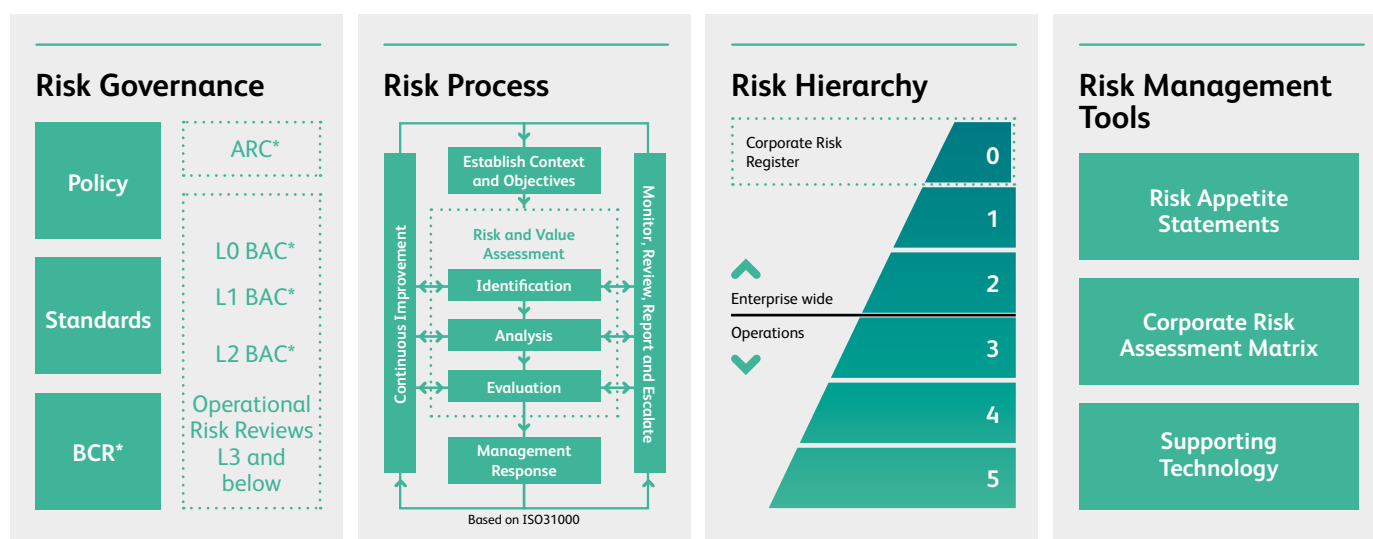 Risk Governance
Policy
Standards
BCR*
ARC*
L0 BAC*
L1 BAC*
L2 BAC*
Operational
Risk Reviews
L3 and
below
Risk Process
Establish Context
and Objectives
Continuous Improvement
Risk and Value
Assessment
Identification
Analysis
Evaluation
Monitor, Review, Report and Escalate
Management
Response
Based on ISO31000
Risk Hierarchy
Corporate Risk
Register
0
1
2
Enterprise wide
Operations
3
4
5
Risk Management
Tools
Risk Appetite
Statements
Corporate Risk
Assessment Matrix
Supporting
Technology